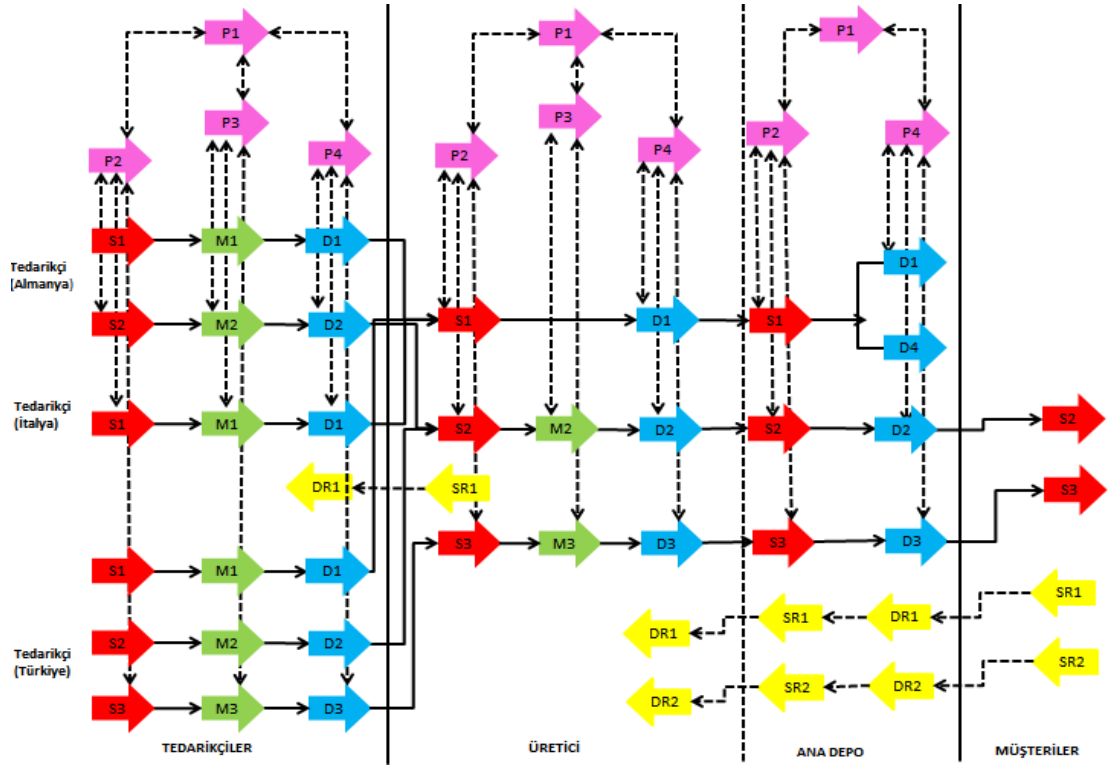 P1
P1
P1
P3
P3
P2
P4
P2
P4
P2
P4
S1
M1
D1
D1
Tedarikçi
(Almanya)
S2
M2
D2
S1
D1
S1
D4
Tedarikçi
(İtalya)
S1
M1
D1
S2
M2
D2
S2
D2
S2
DR1
SR1
S3
S3
M3
D3
S3
D3
S1
M1
D1
SR1
DR1
SR1
DR1
Tedarikçi
(Türkiye)
S2
M2
D2
SR2
DR2
SR2
DR2
S3
M3
D3
TEDARİKÇİLER
ÜRETİCİ
ANA DEPO
MÜŞTERİLER